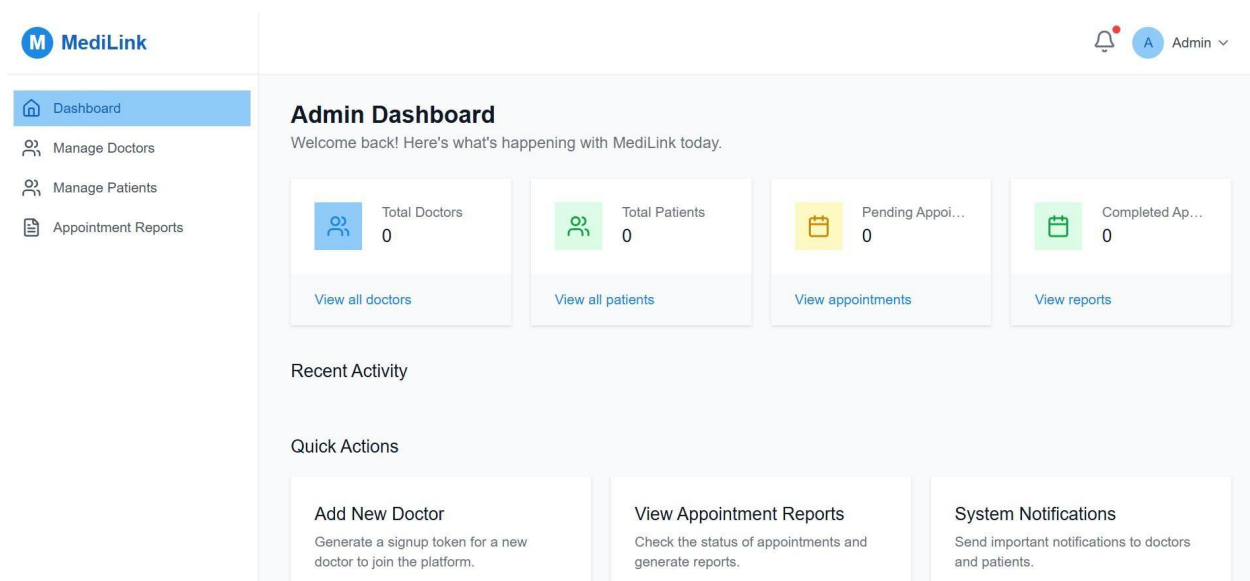 M MediLink
A Admin
Dashboard
Manage Doctors
Manage Patients
Appointment Reports
Admin Dashboard
Welcome back! Here's what's happening with MediLink today.
Total Doctors
0
View all doctors
Total Patients
0
View all patients
Pending Appoi...
0
View appointments
Completed Ap...
0
View reports
Recent Activity
Quick Actions
Add New Doctor
Generate a signup token for a new
doctor to join the platform.
View Appointment Reports
Check the status of appointments and
generate reports.
System Notifications
Send important notifications to doctors
and patients.